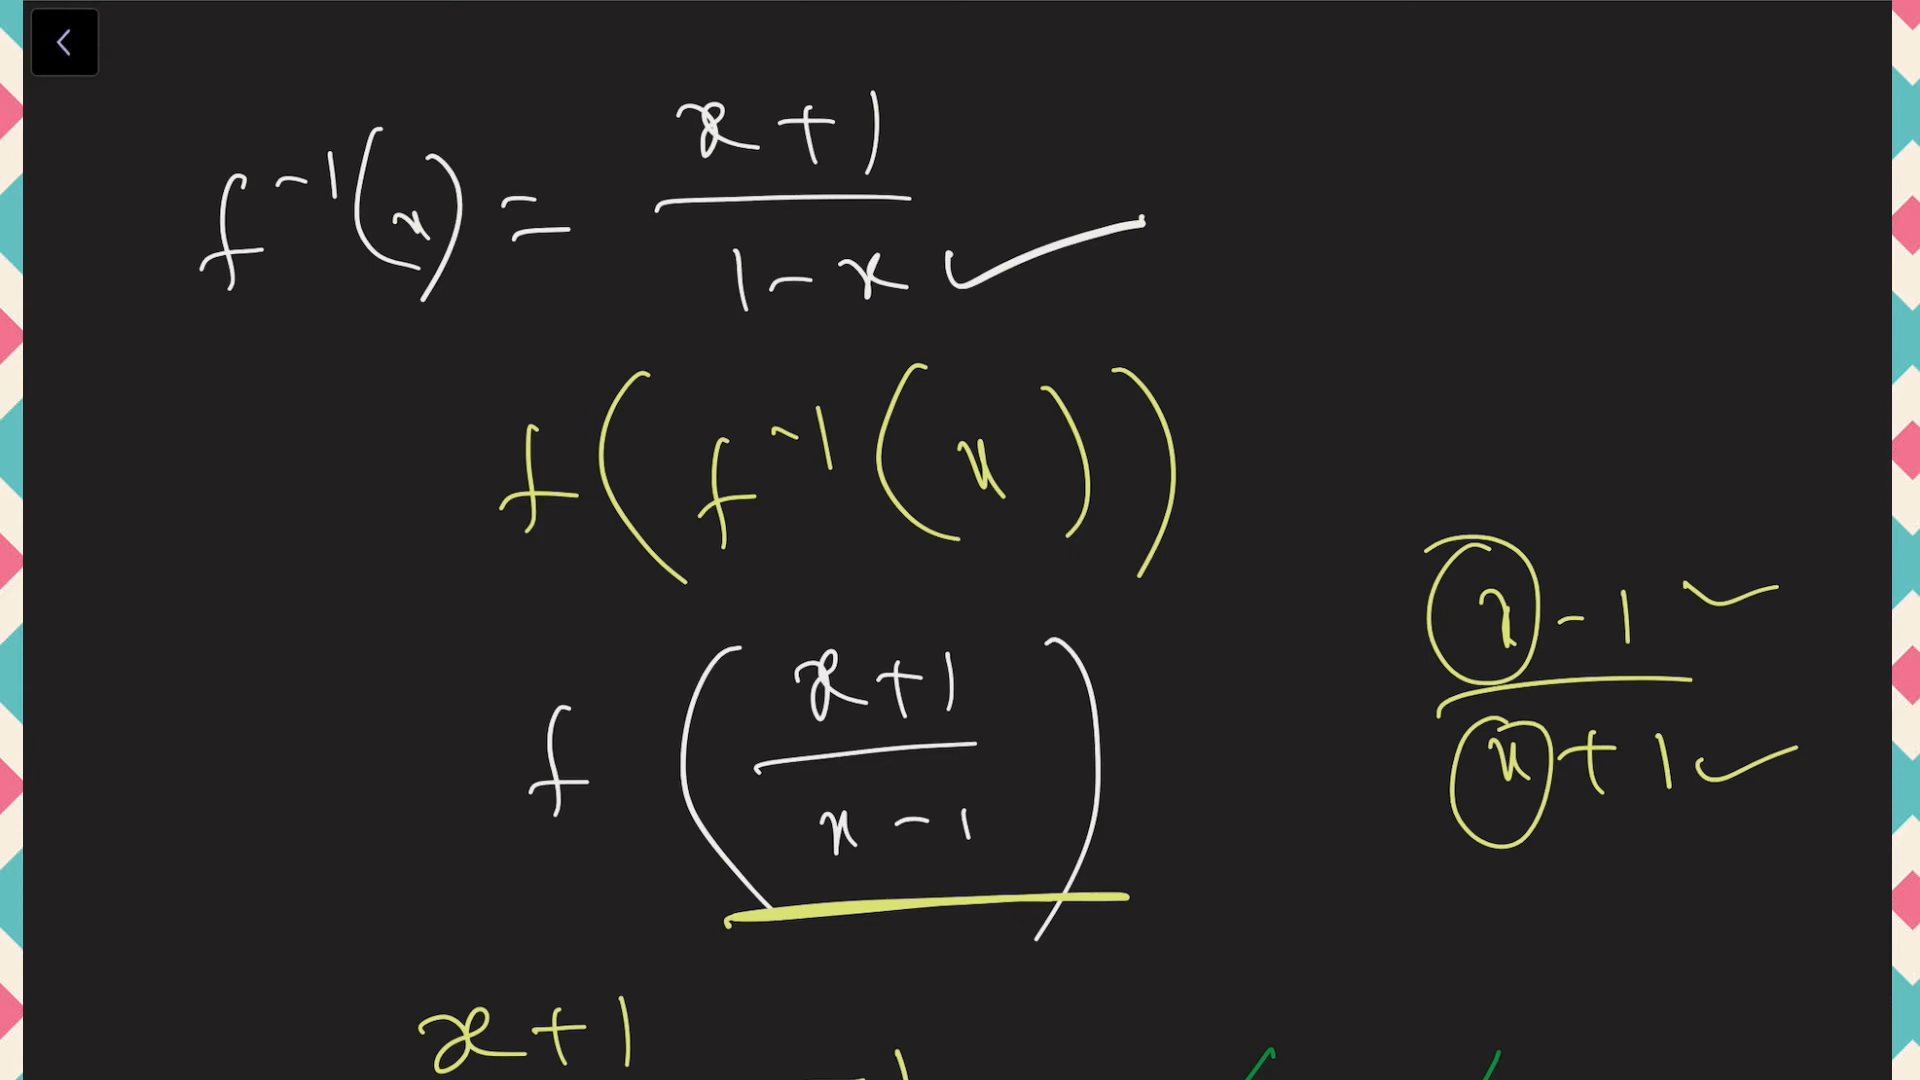 f⁻¹(x) = x+1
1-x ✓
f(f⁻¹(x))
f(x+1
x-1)
x-1 ✓
x+1 ✓
x+1